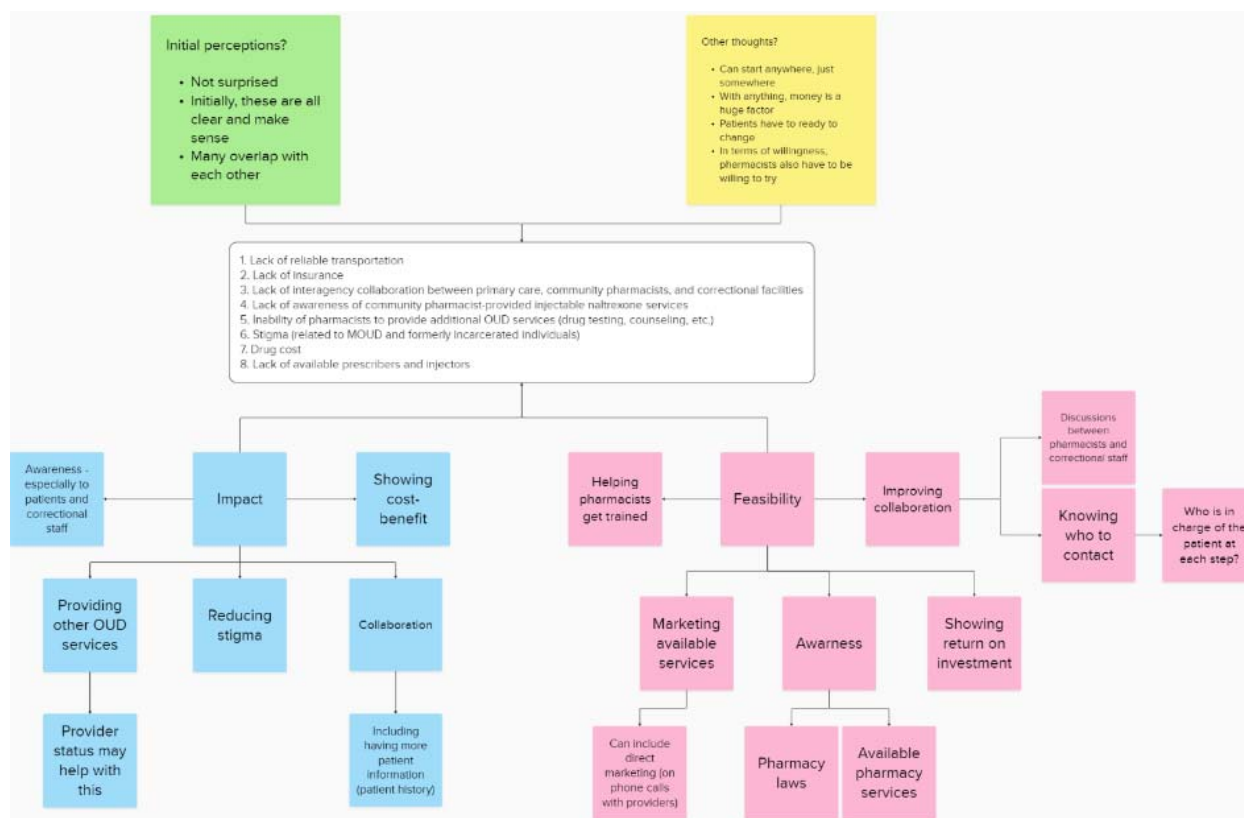 Initial perceptions?
• Not surprised
• Initially, these are all
clear and make
sense
• Many overlap with
each other
Other thoughts?
• Can start anywhere, just
somewhere
• With anything, money is a
huge factor
• Patients have to ready to
change
• In terms of willingness,
pharmacists also have to be
willing to try
1. Lack of reliable transportation
2. Lack of insurance
3. Lack of interagency collaboration between primary care, community pharmacists, and correctional facilities
4. Lack of awareness of community pharmacist-provided injectable naltrexone services
5. Inability of pharmacists to provide additional OUD services (drug testing, counseling, etc.)
6. Stigma (related to MOUD and formerly incarcerated individuals)
7. Drug cost
8. Lack of available prescribers and injectors
Awareness -
especially to
patients and
correctional
staff
Impact
Showing
cost-
benefit
Providing
other OUD
services
Reducing
stigma
Collaboration
Provider
status may
help with
this
Including
having more
patient
information
(patient history)
Helping
pharmacists
get trained
Feasibility
Improving
collaboration
Discussions
between
pharmacists and
correctional staff
Knowing
who to
contact
Who is in
charge of the
patient at
each step?
Marketing
available
services
Awarness
Showing
return on
investment
Can include
direct
marketing (on
phone calls
with providers)
Pharmacy
laws
Available
pharmacy
services